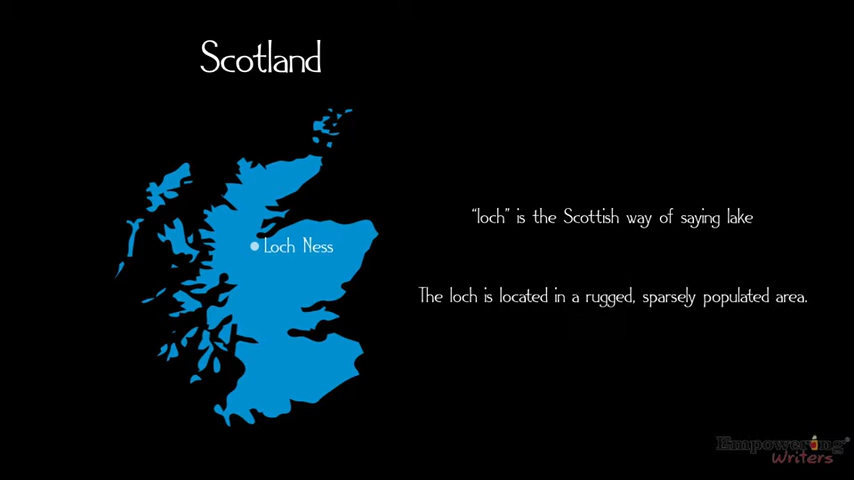 Scotland
Loch Ness
“loch” is the Scottish way of saying lake
The loch is located in a rugged, sparsely populated area.
Empowering
Writers